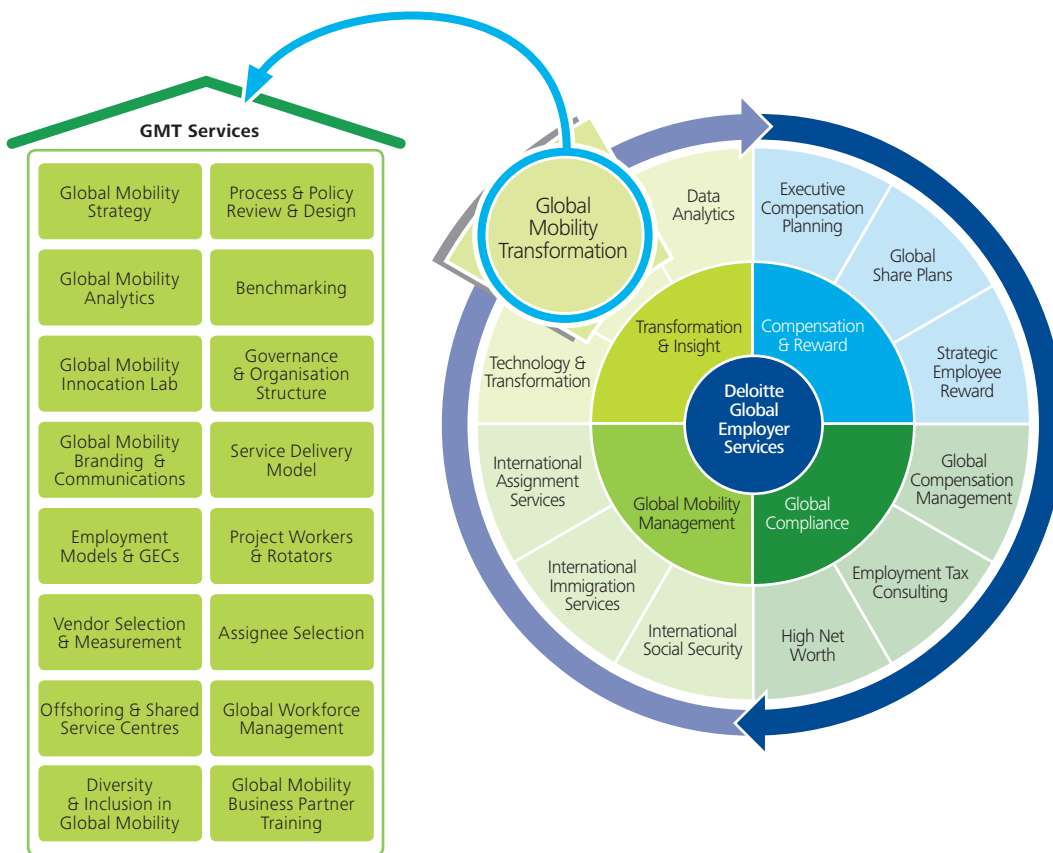 GMT Services
Global Mobility
Strategy
Process & Policy
Review & Design
Global Mobility
Analytics
Benchmarking
Global Mobility
Innocation Lab
Governance
& Organisation
Structure
Global Mobility
Branding &
Communications
Service Delivery
Model
Employment
Models & GECs
Project Workers
& Rotators
Vendor Selection
& Measurement
Assignee Selection
Offshoring & Shared
Service Centres
Global Workforce
Management
Diversity
& Inclusion in
Global Mobility
Global Mobility
Business Partner
Training
Global
Mobility
Transformation
Data
Analytics
Executive
Compensation
Planning
Global
Share Plans
Strategic
Employee
Reward
Global
Compensation
Management
Employment Tax
Consulting
High Net
Worth
International
Social Security
International
Immigration
Services
International
Assignment
Services
Technology &
Transformation
Transformation
& Insight
Compensation
& Reward
Global Mobility
Management
Global
Compliance
Deloitte
Global
Employer
Services